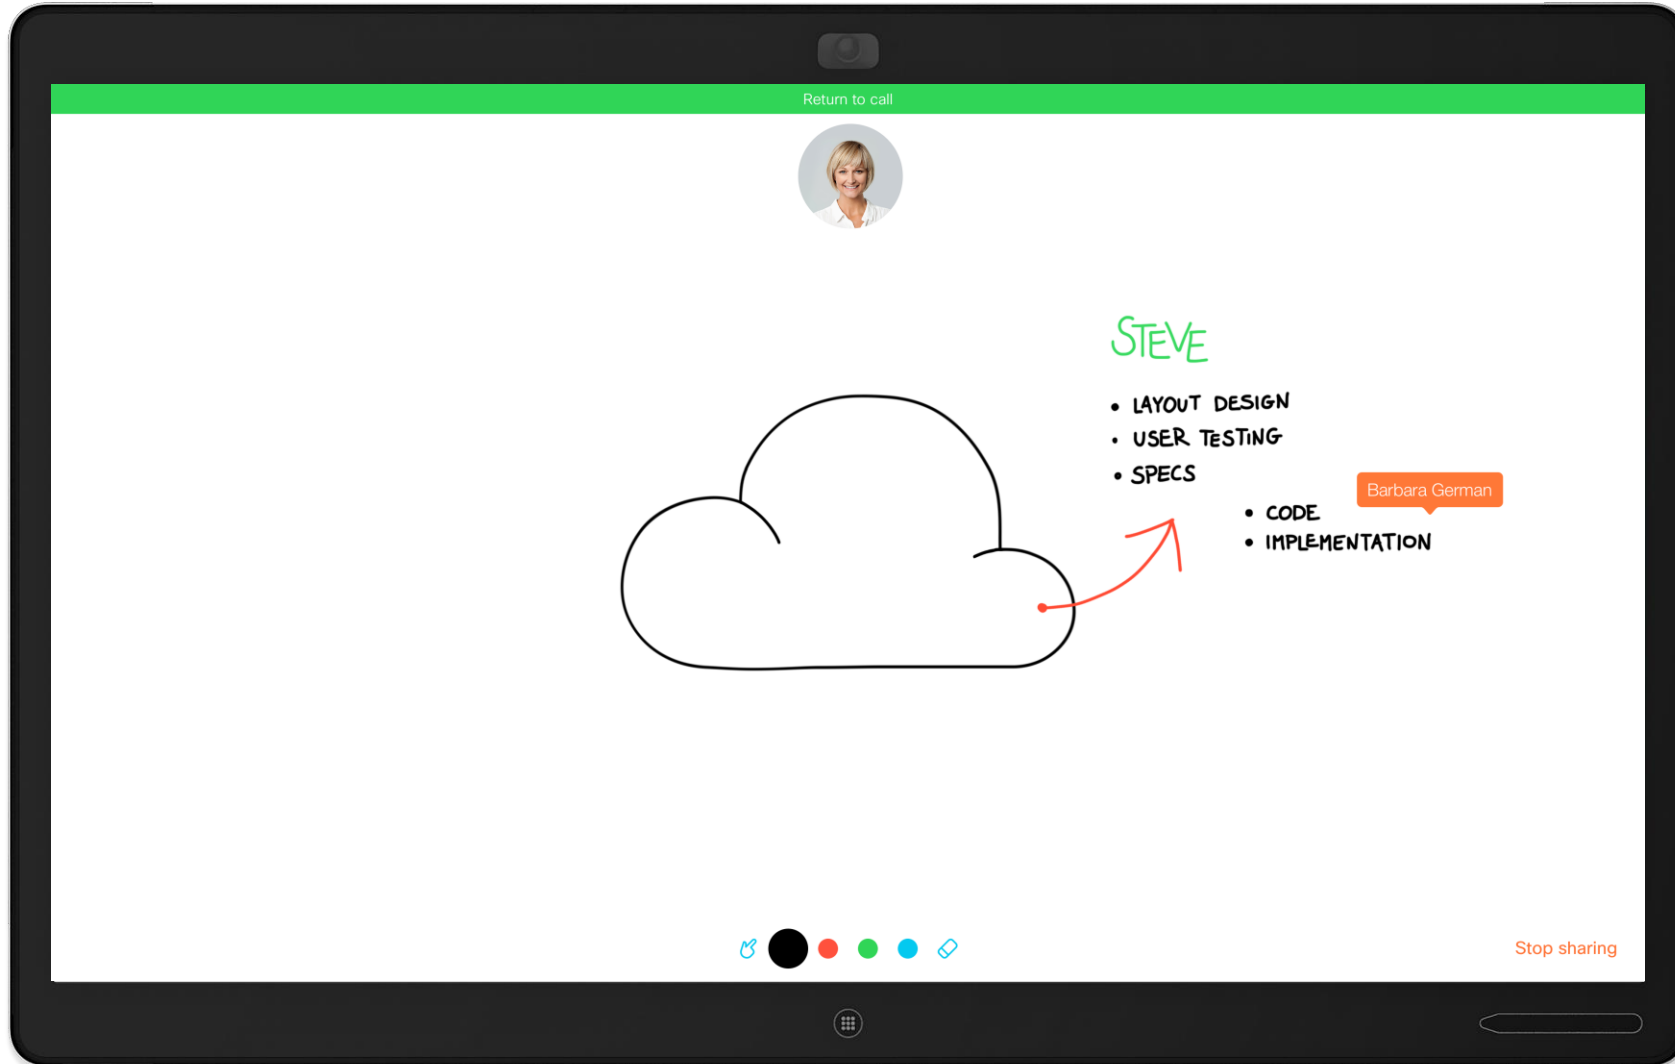 Return to call
STEVE
• LAYOUT DESIGN
• USER TESTING
• SPECS
Barbara German
• CODE
• IMPLEMENTATION
Stop sharing